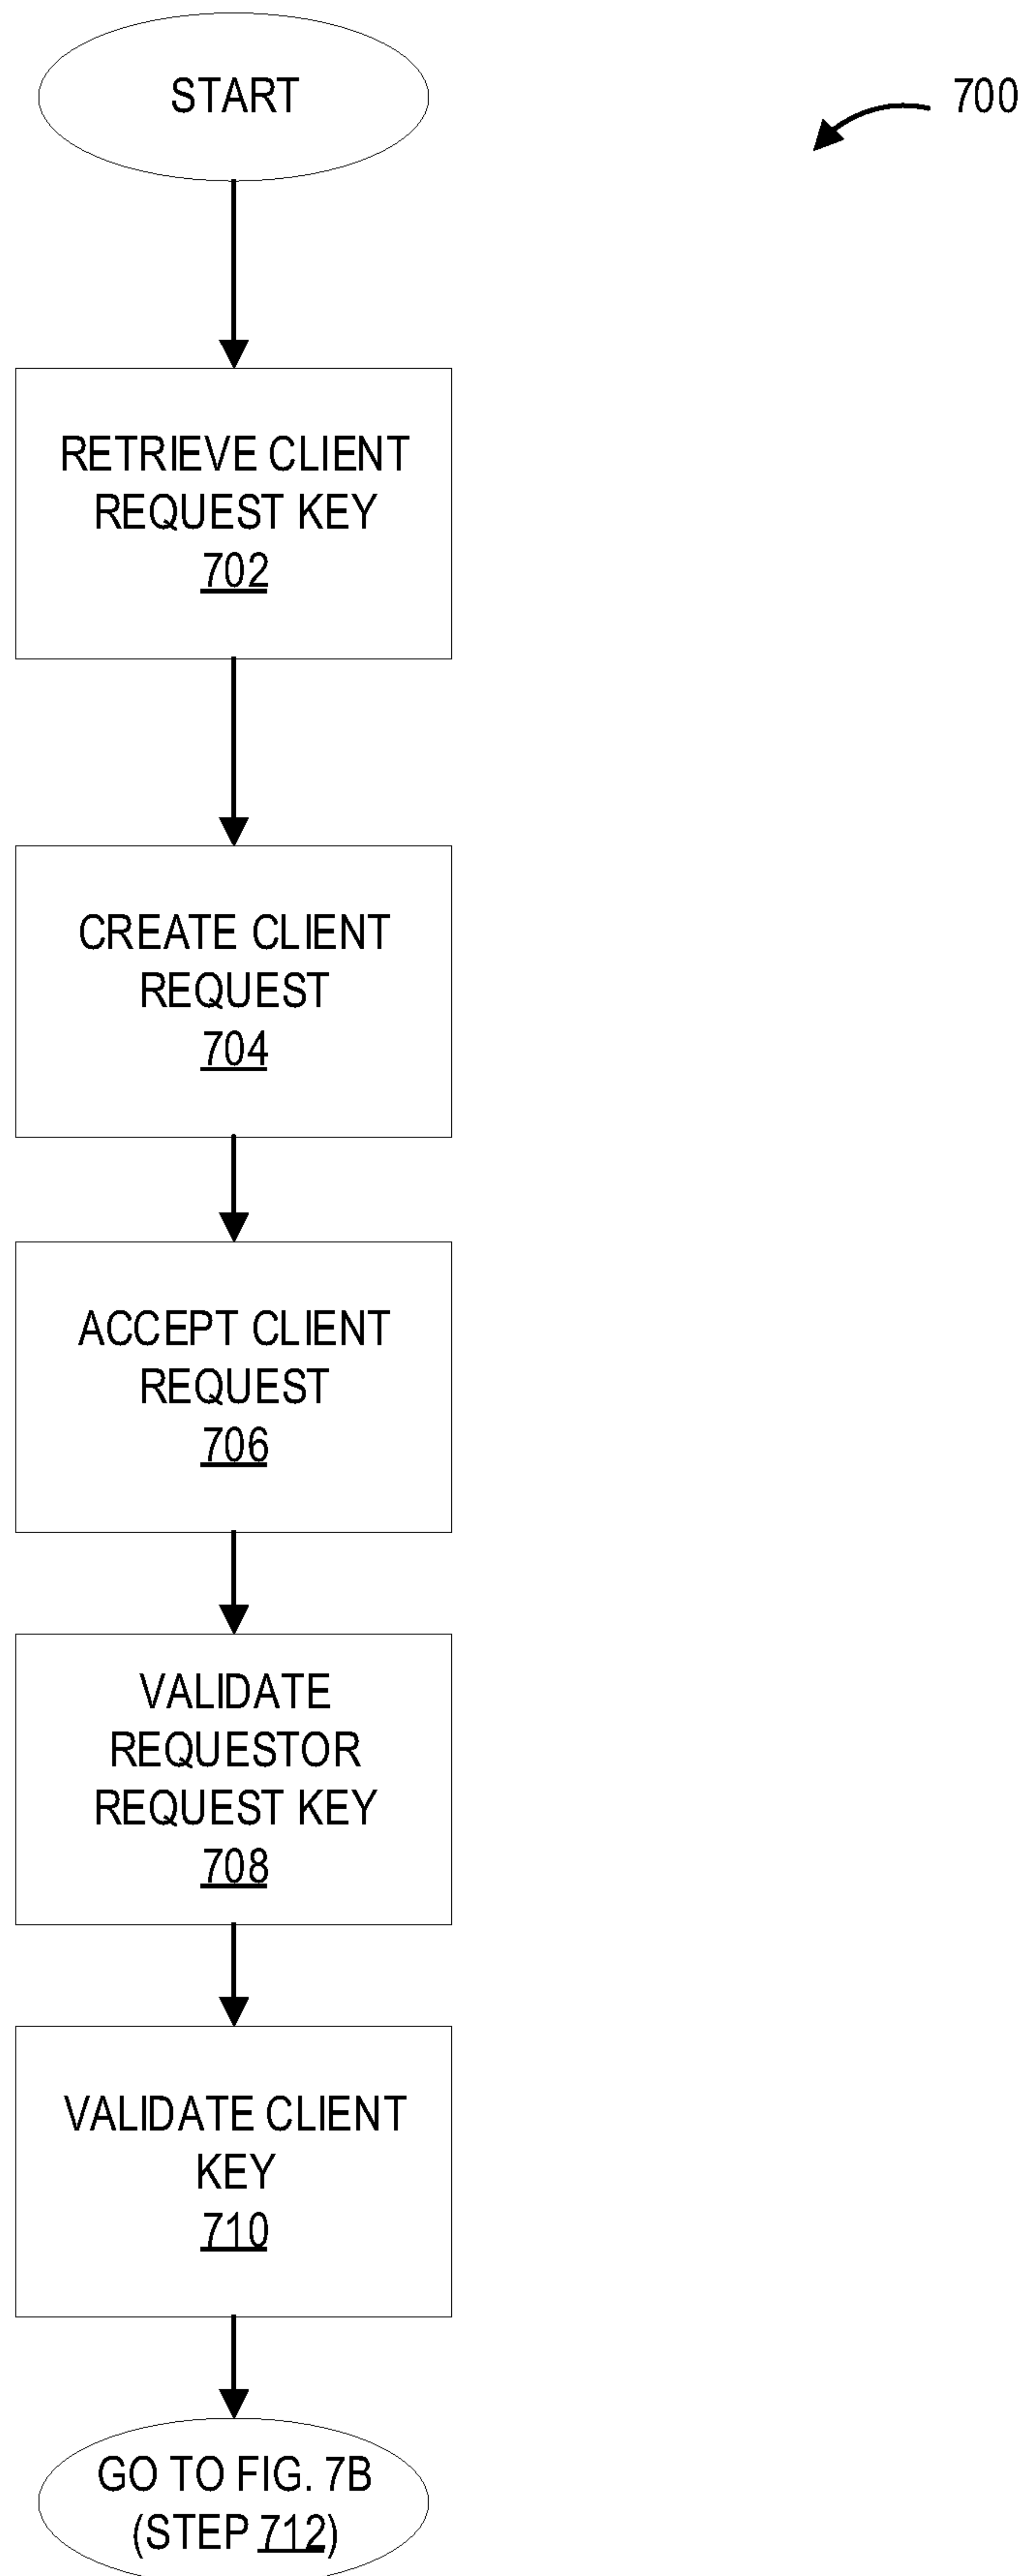 START
700
RETRIEVE CLIENT
REQUEST KEY
702
CREATE CLIENT
REQUEST
704
ACCEPT CLIENT
REQUEST
706
VALIDATE
REQUESTOR
REQUEST KEY
708
VALIDATE CLIENT
KEY
710
GO TO FIG. 7B
(STEP 712)